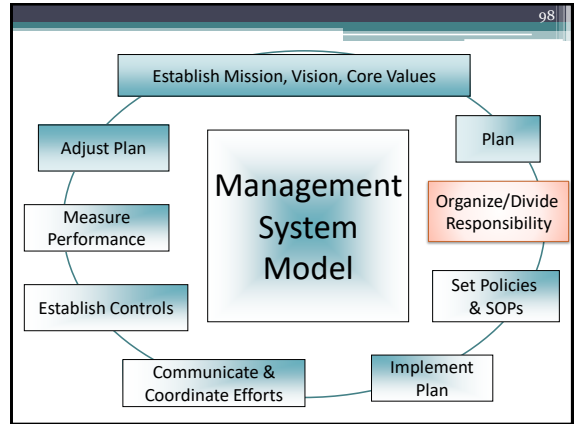 98
Establish Mission, Vision, Core Values
Plan
Organize/Divide
Responsibility
Set Policies
& SOPs
Implement
Plan
Communicate &
Coordinate Efforts
Establish Controls
Measure
Performance
Adjust Plan
Management
System
Model